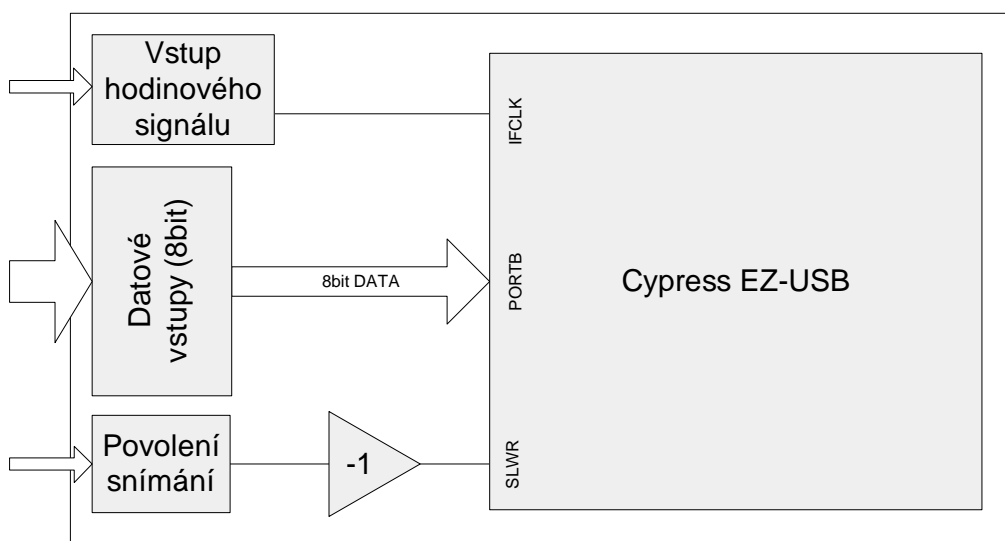 Vstup
hodinového
signálu
IFCLK
Datové
vstupy (8bit)
8bit DATA
PORTB
Cypress EZ-USB
Povolení
snímání
-1
SLWR